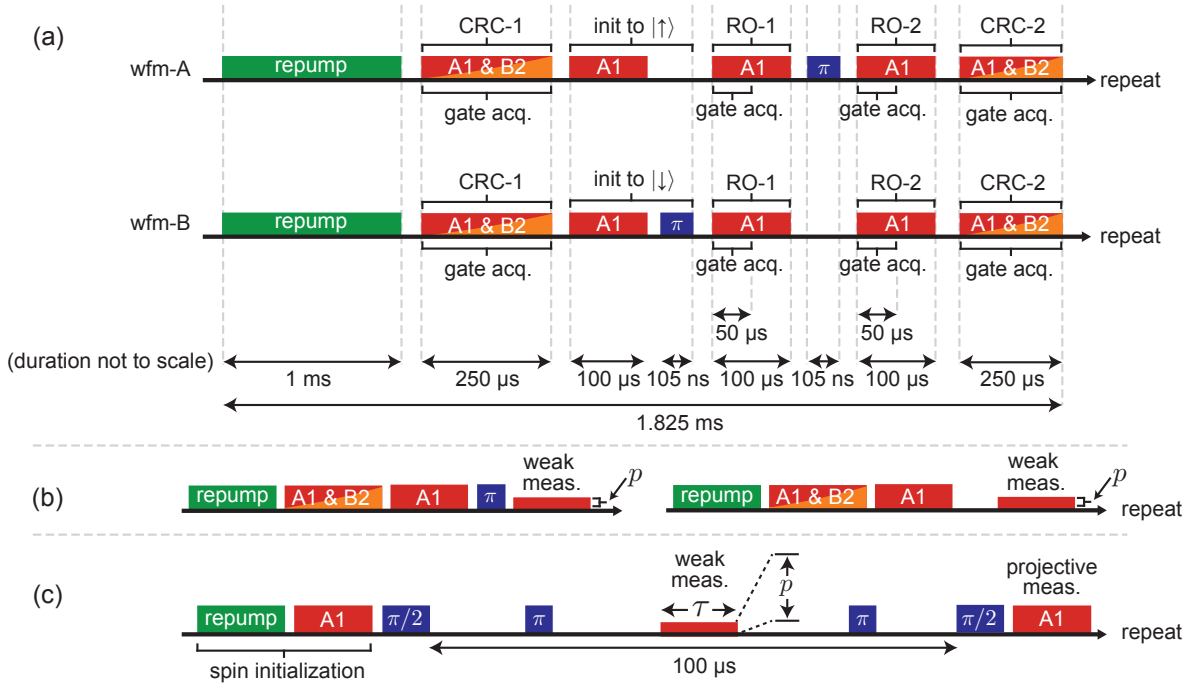 (a)
CRC-1 init to |↑⟩ RO-1 RO-2 CRC-2
wfm-A repump A1 & B2 A1 A1 π A1 A1 & B2 repeat
gate acq. gate acq. gate acq. gate acq.
CRC-1 init to |↓⟩ RO-1 RO-2 CRC-2
wfm-B repump A1 & B2 A1 π A1 A1 A1 & B2 repeat
gate acq. gate acq. gate acq. gate acq.
50 µs 50 µs
(duration not to scale)
1 ms 250 µs 100 µs 105 ns 100 µs 105 ns 100 µs 250 µs
1.825 ms
(b)
weak
meas. p
repump A1 & B2 A1 π
weak
meas. p
repump A1 & B2 A1 repeat
(c)
weak
meas. p
projective
meas.
repump A1 π/2 π τ π π/2 A1 repeat
spin initialization 100 µs